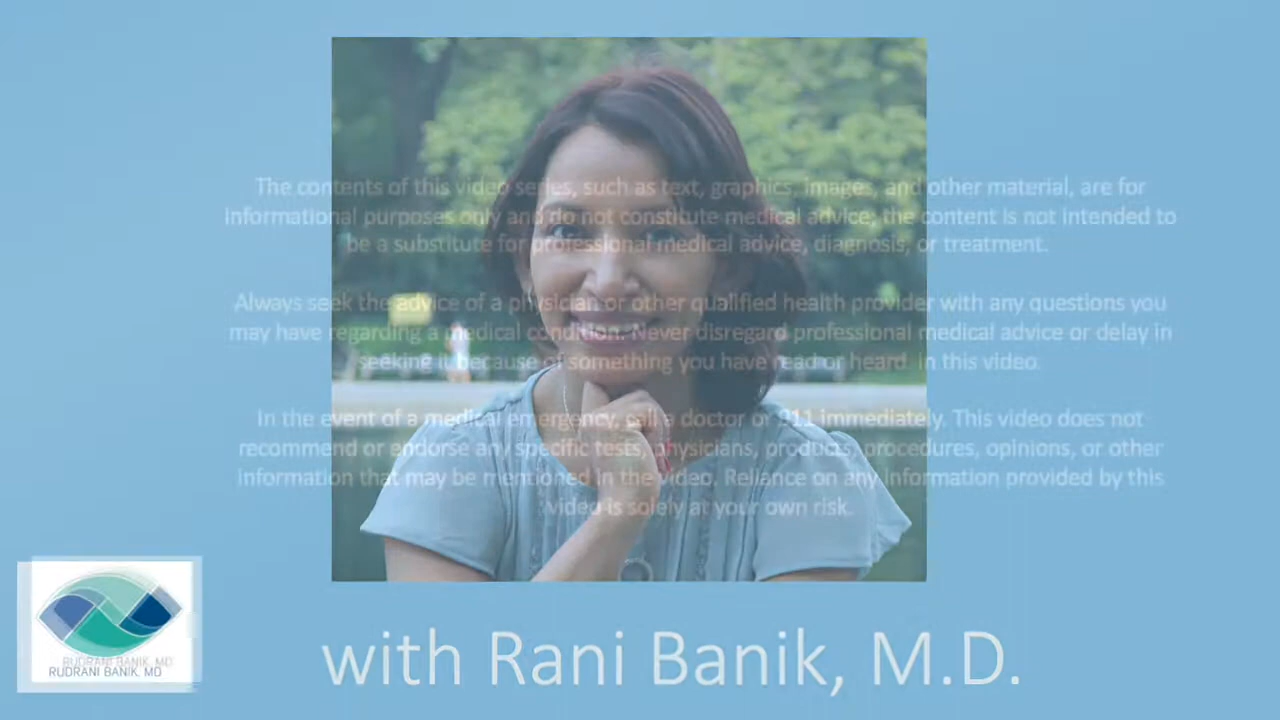 The contents of this video series, such as text, graphics, images, and other material, are for
informational purposes only and do not constitute medical advice; the content is not intended to
be a substitute for professional medical advice, diagnosis, or treatment.
Always seek the advice of a physician or other qualified health provider with any questions you
may have regarding a medical condition. Never disregard professional medical advice or delay in
seeking it because of something you have read or heard in this video.
In the event of a medical emergency, call a doctor or 911 immediately. This video does not
recommend or endorse any specific tests, physicians, products, procedures, opinions, or other
information that may be mentioned in the video. Reliance on any information provided by this
video is solely at your own risk.
RUDRANI BANIK, MD
RUDRANI BANIK, MD
with Rani Banik, M.D.